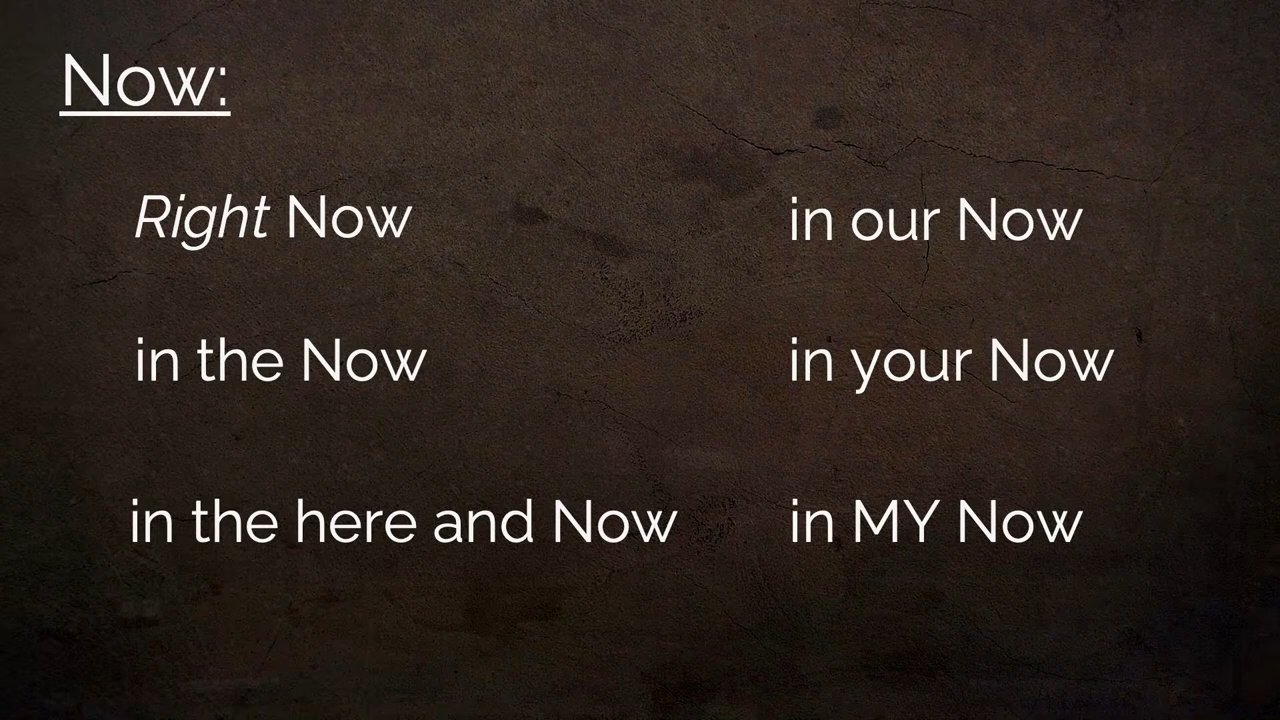 Now:
Right Now
in the Now
in the here and Now
in our Now
in your Now
in MY Now